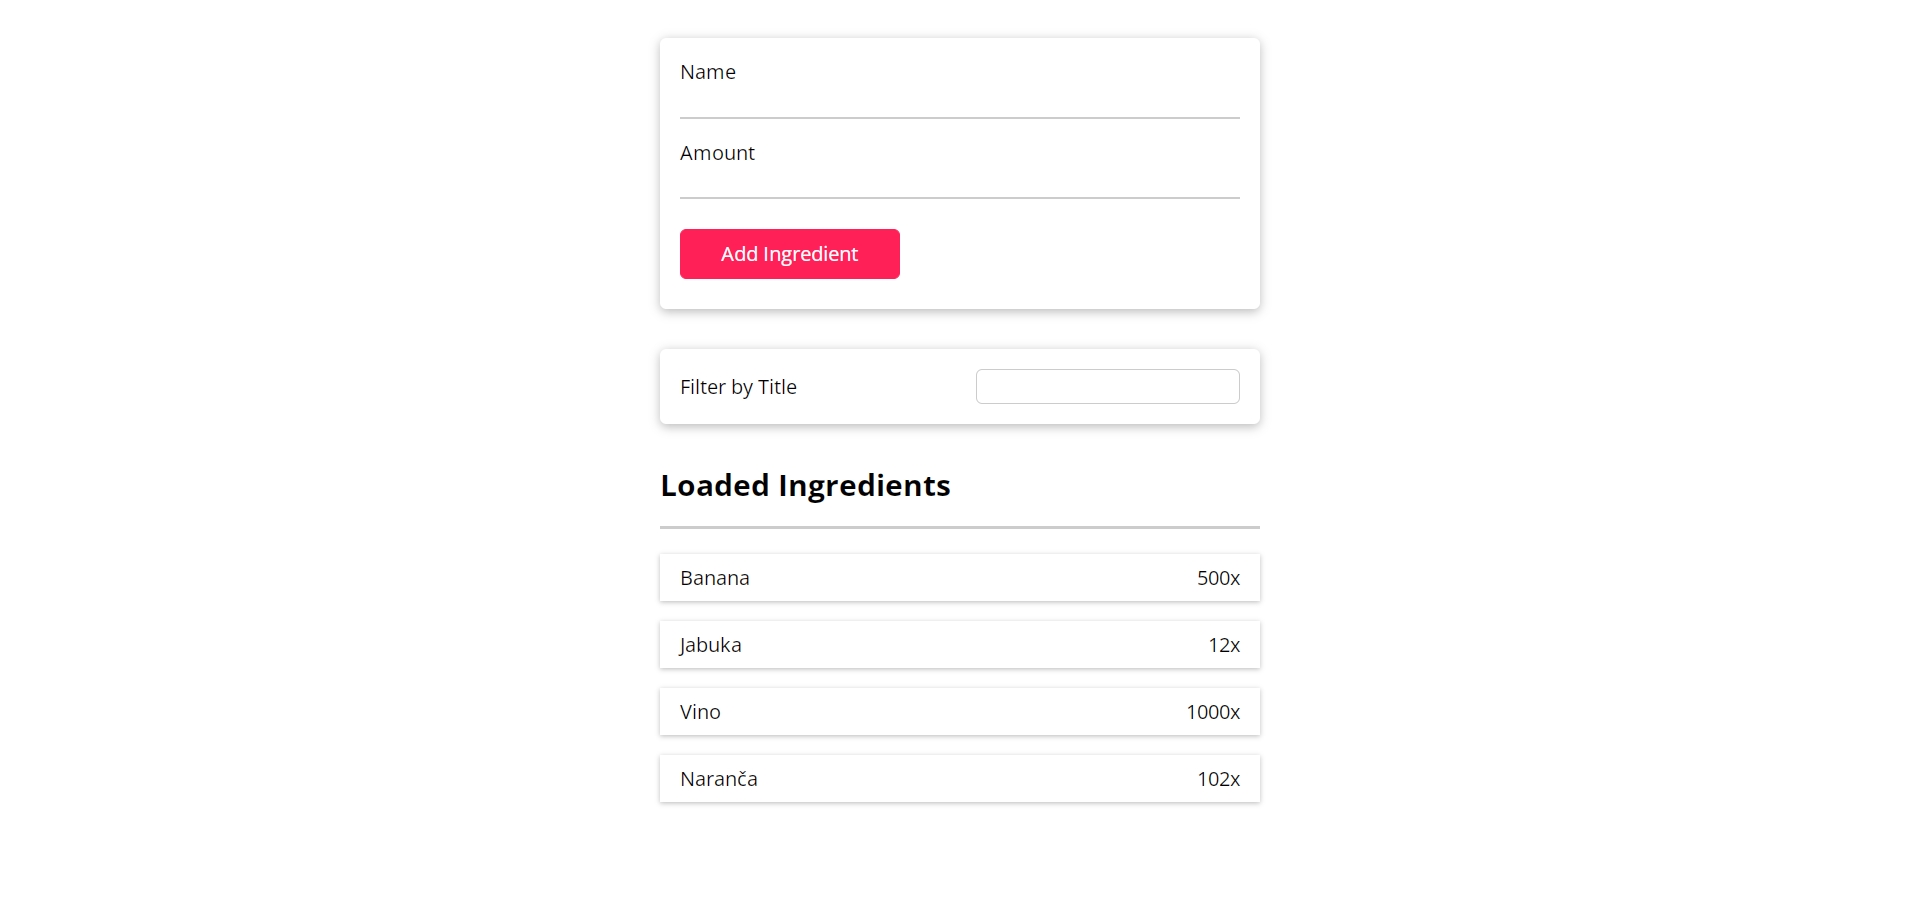 Name
Amount
Add Ingredient
Filter by Title
Loaded Ingredients
Banana 500x
Jabuka 12x
Vino 1000x
Naranča 102x